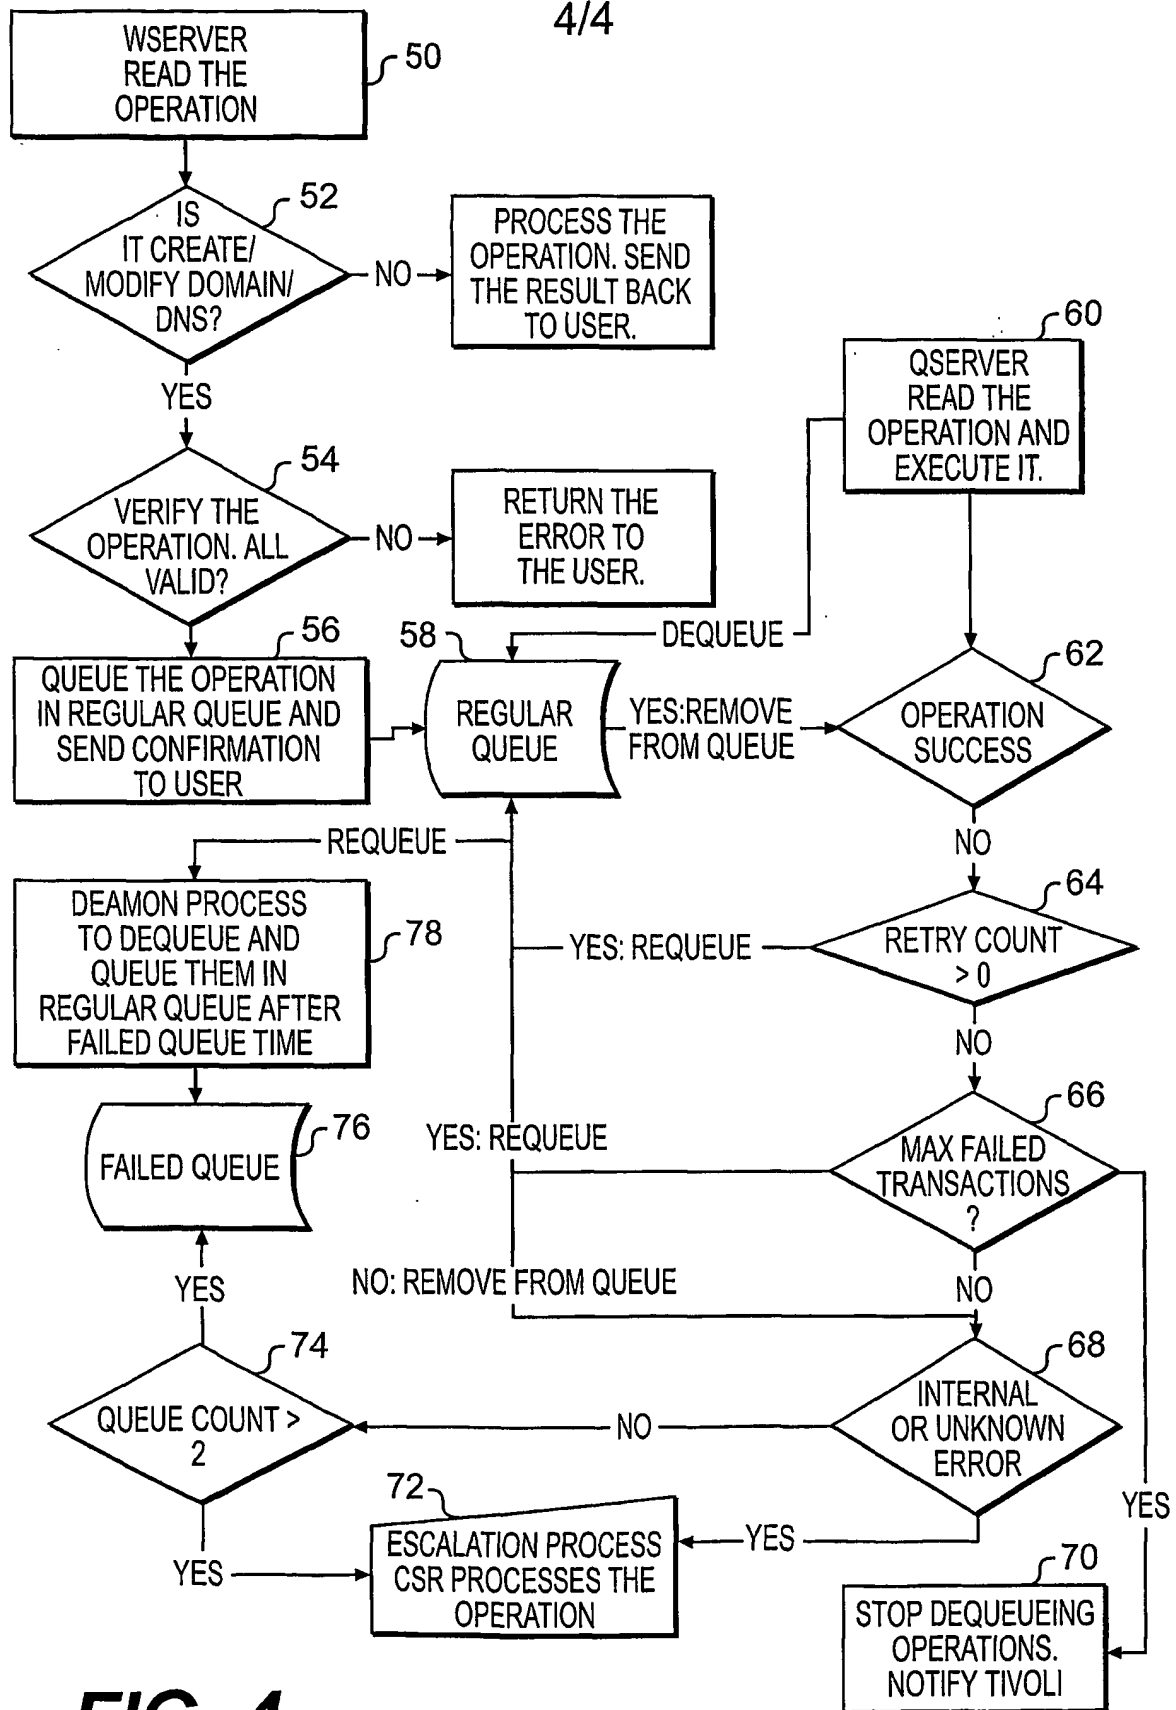 4/4
WSERVER
READ THE
OPERATION
50
52
IS
IT CREATE/
MODIFY DOMAIN/
DNS?
NO
PROCESS THE
OPERATION. SEND
THE RESULT BACK
TO USER.
YES
60
QSERVER
READ THE
OPERATION AND
EXECUTE IT.
54
VERIFY THE
OPERATION. ALL
VALID?
NO
RETURN THE
ERROR TO
THE USER.
DEQUEUE
56
QUEUE THE OPERATION
IN REGULAR QUEUE AND
SEND CONFIRMATION
TO USER
58
REGULAR
QUEUE
YES:REMOVE
FROM QUEUE
62
OPERATION
SUCCESS
NO
REQUEUE
64
RETRY COUNT
> 0
YES: REQUEUE
NO
DEAMON PROCESS
TO DEQUEUE AND
QUEUE THEM IN
REGULAR QUEUE AFTER
FAILED QUEUE TIME
78
66
MAX FAILED
TRANSACTIONS
?
YES: REQUEUE
76
FAILED QUEUE
NO
NO: REMOVE FROM QUEUE
YES
74
QUEUE COUNT >
2
NO
68
INTERNAL
OR UNKNOWN
ERROR
YES
72
ESCALATION PROCESS
CSR PROCESSES THE
OPERATION
YES
YES
70
STOP DEQUEUEING
OPERATIONS.
NOTIFY TIVOLI
FIG. 4